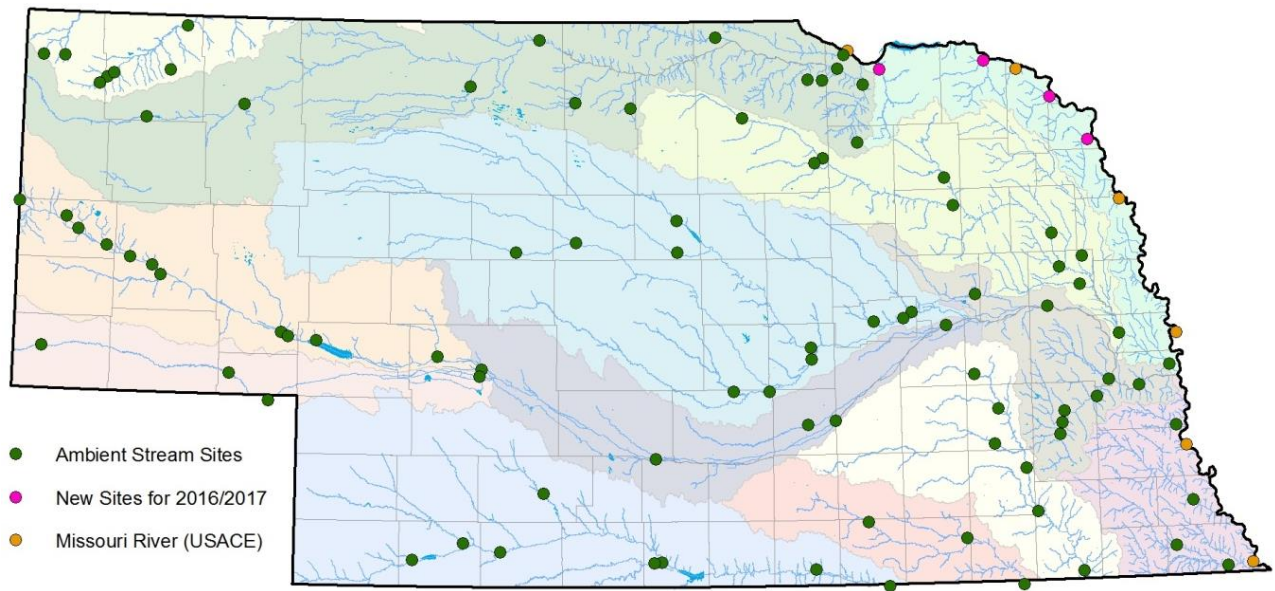 Ambient Stream Sites
New Sites for 2016/2017
Missouri River (USACE)